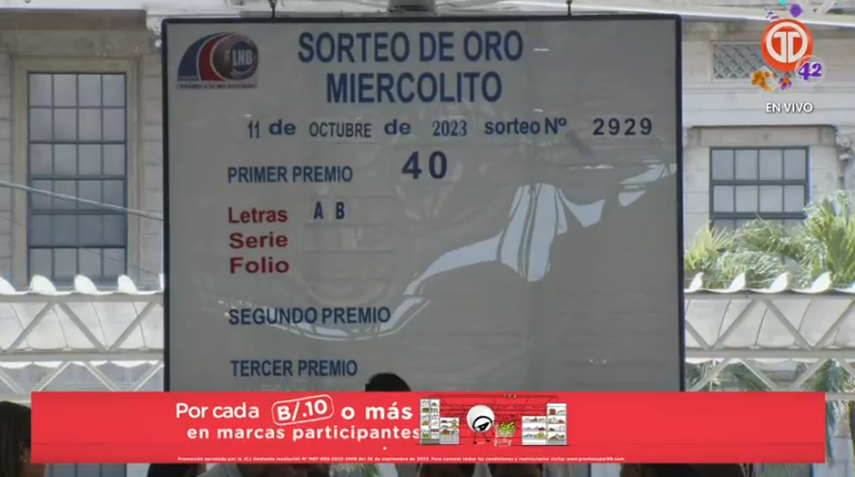 LNB
SORTEO DE ORO
MIERCOLITO
11 de OCTUBRE de 2023 sorteo Nº 2929
PRIMER PREMIO 40
Letras A B
Serie
Folio
SEGUNDO PREMIO
TERCER PREMIO
42
EN VIVO
Por cada B/.10 o más
en marcas participantes